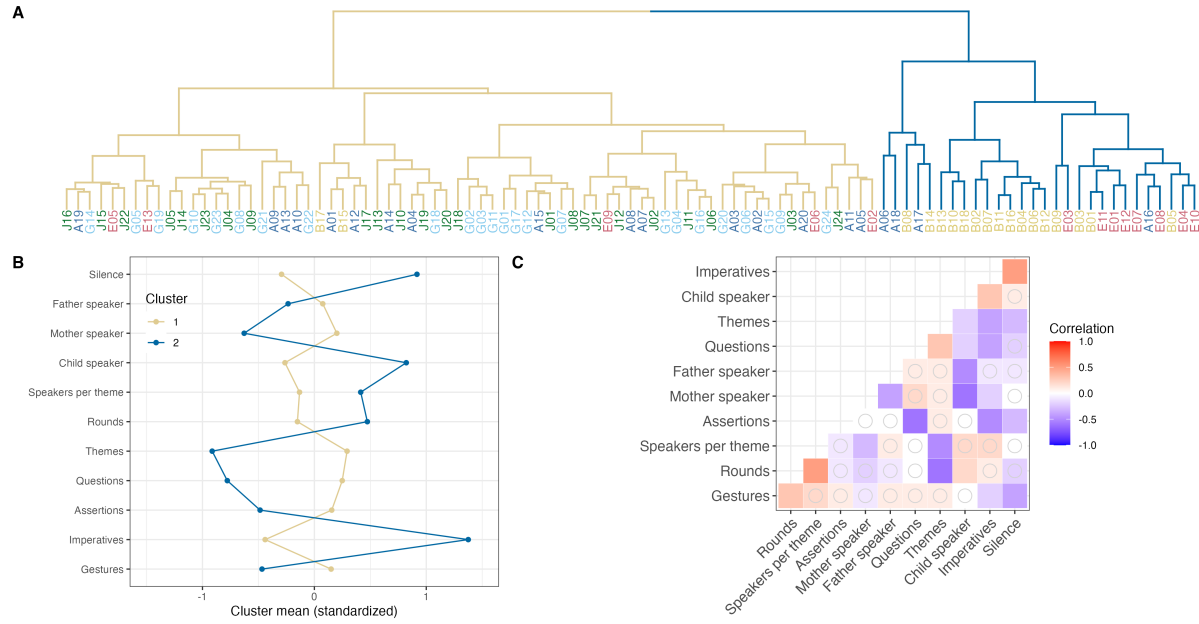 A
J16 A19 G14 J15 E05 J22 G05 E13 G19 J05 J14 G10 J23 G23 J04 G08 J09 G21 A09 A13 A10 G22 B17 A01 B15 A12 J17 J13 A14 J10 A04 J19 G18 J20 J18 G02 G03 G11 G01 G17 G12 A15 J01 G07 J08 J07 J21 E09 J12 A08 A07 J02 G13 G04 J11 G16 J06 G20 A03 G06 A02 G15 G09 J03 A20 E06 G24 J24 A11 A05 E02 A06 A18 B08 A17 B14 B13 B10 B18 B02 B07 B11 B16 B04 B06 B12 B09 E03 B03 B01 E11 E01 E12 E07 A16 E08 B05 E04 E10
B
Silence
Father speaker
Mother speaker
Child speaker
Speakers per theme
Rounds
Themes
Questions
Assertions
Imperatives
Gestures
Cluster
1
2
-1 0 1
Cluster mean (standardized)
C
Imperatives
Child speaker
Themes
Questions
Father speaker
Mother speaker
Assertions
Speakers per theme
Rounds
Gestures
Rounds
Speakers per theme
Assertions
Mother speaker
Father speaker
Questions
Themes
Child speaker
Imperatives
Silence
Correlation
1.0
0.5
0.0
-0.5
-1.0